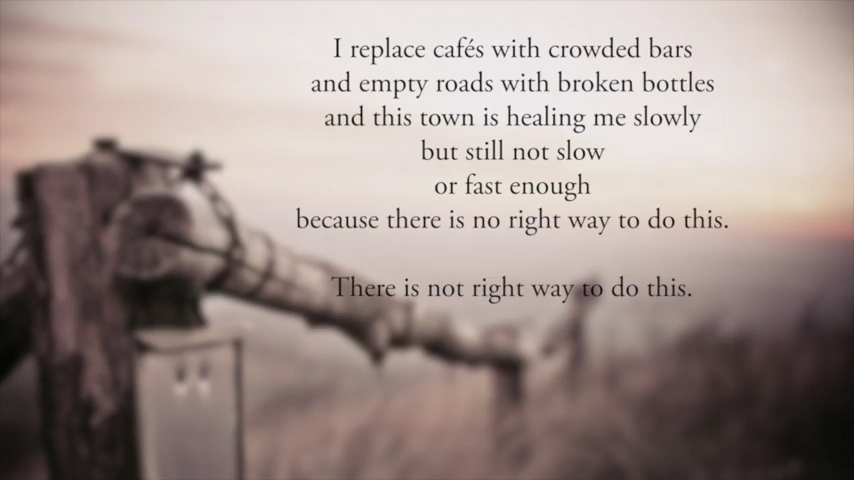 I replace cafés with crowded bars
and empty roads with broken bottles
and this town is healing me slowly
but still not slow
or fast enough
because there is no right way to do this.
There is not right way to do this.